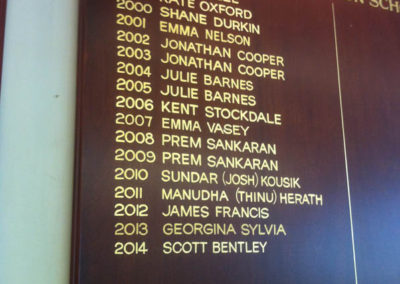 KATE OXFORD
2000 SHANE DURKIN
2001 EMMA NELSON
2002 JONATHAN COOPER
2003 JONATHAN COOPER
2004 JULIE BARNES
2005 JULIE BARNES
2006 KENT STOCKDALE
2007 EMMA VASEY
2008 PREM SANKARAN
2009 PREM SANKARAN
2010 SUNDAR (JOSH) KOUSIK
2011 MANUDHA (THINU) HERATH
2012 JAMES FRANCIS
2013 GEORGINA SYLVIA
2014 SCOTT BENTLEY